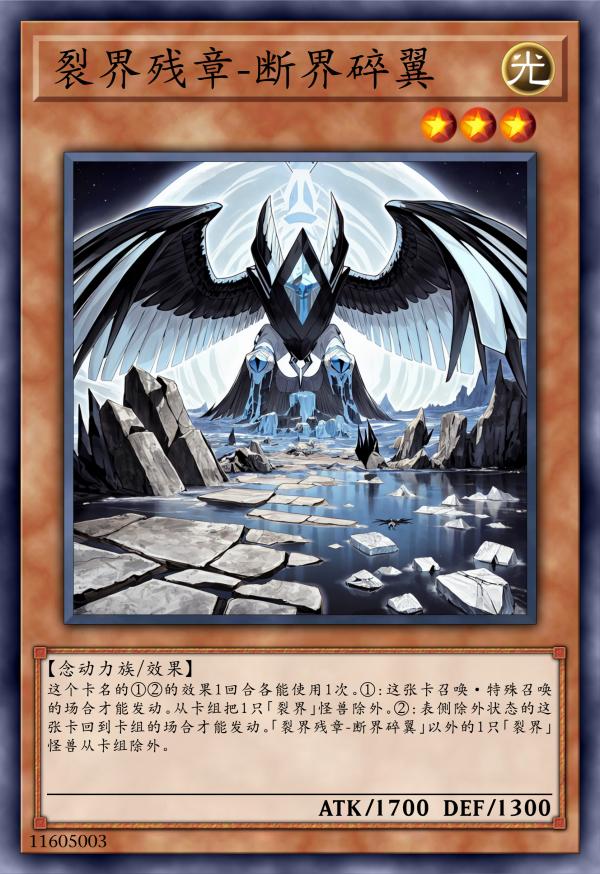 裂界残章-断界碎翼
光
【念动力族/效果】
这个卡名的①②的效果1回合各能使用1次。①:这张卡召唤·特殊召唤
的场合才能发动。从卡组把1只「裂界」怪兽除外。②:表侧除外状态的这
张卡回到卡组的场合才能发动。「裂界残章-断界碎翼」以外的1只「裂界」
怪兽从卡组除外。
ATK/1700 DEF/1300
11605003